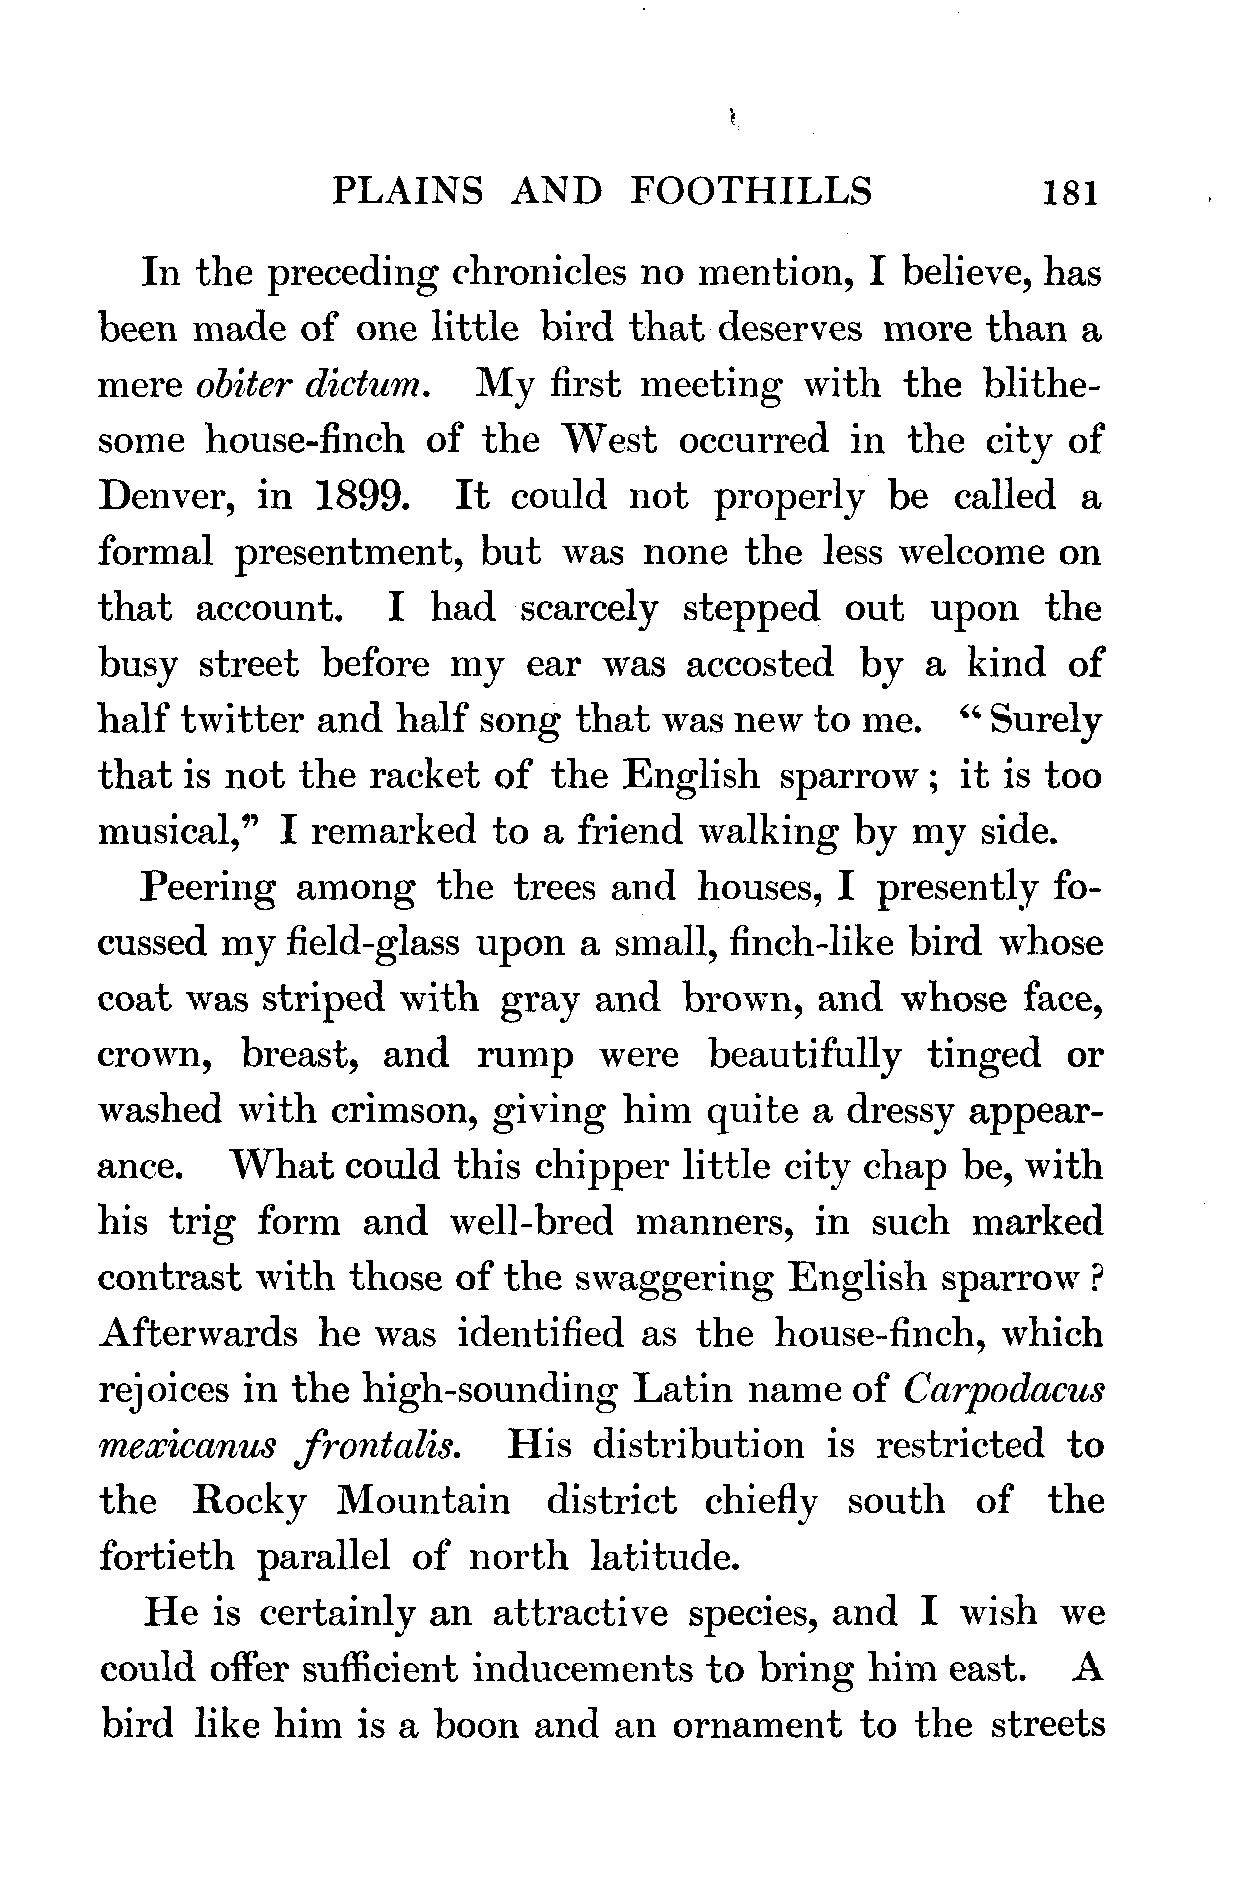 PLAINS AND FOOTHILLS 181
In the preceding chronicles no mention, I believe, has
been made of one little bird that deserves more than a
mere obiter dictum. My first meeting with the blithe-
some house-finch of the West occurred in the city of
Denver, in 1899. It could not properly be called a
formal presentment, but was none the less welcome on
that account. I had scarcely stepped out upon the
busy street before my ear was accosted by a kind of
half twitter and half song that was new to me. “Surely
that is not the racket of the English sparrow; it is too
musical,” I remarked to a friend walking by my side.
Peering among the trees and houses, I presently fo-
cussed my field-glass upon a small, finch-like bird whose
coat was striped with gray and brown, and whose face,
crown, breast, and rump were beautifully tinged or
washed with crimson, giving him quite a dressy appear-
ance. What could this chipper little city chap be, with
his trig form and well-bred manners, in such marked
contrast with those of the swaggering English sparrow?
Afterwards he was identified as the house-finch, which
rejoices in the high-sounding Latin name of Carpodacus
mexicanus frontalis. His distribution is restricted to
the Rocky Mountain district chiefly south of the
fortieth parallel of north latitude.
He is certainly an attractive species, and I wish we
could offer sufficient inducements to bring him east. A
bird like him is a boon and an ornament to the streets